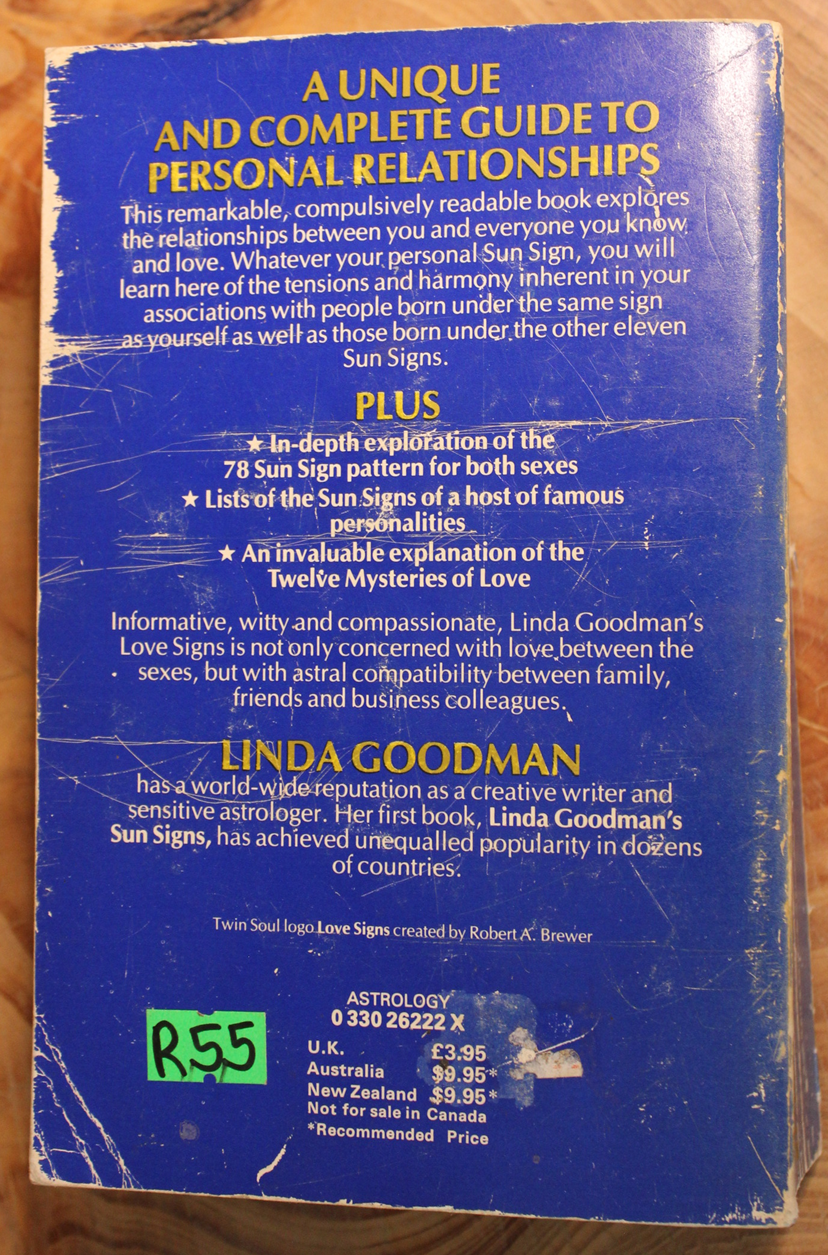 A UNIQUE
AND COMPLETE GUIDE TO
PERSONAL RELATIONSHIPS
This remarkable, compulsively readable book explores
the relationships between you and everyone you know
and love. Whatever your personal Sun Sign, you will
learn here of the tensions and harmony inherent in your
associations with people born under the same sign
as yourself as well as those born under the other eleven
Sun Signs.
PLUS
★ In-depth exploration of the
78 Sun Sign pattern for both sexes
★ Lists of the Sun Signs of a host of famous
personalities
★ An invaluable explanation of the
Twelve Mysteries of Love
Informative, witty and compassionate, Linda Goodman's
Love Signs is not only concerned with love between the
sexes, but with astral compatibility between family,
friends and business colleagues.
LINDA GOODMAN
has a world-wide reputation as a creative writer and
sensitive astrologer. Her first book, Linda Goodman's
Sun Signs, has achieved unequalled popularity in dozens
of countries.
Twin Soul logo Love Signs created by Robert A. Brewer
ASTROLOGY
0 330 26222 X
R55
U.K. £3.95
Australia $9.95*
New Zealand $9.95*
Not for sale in Canada
*Recommended Price